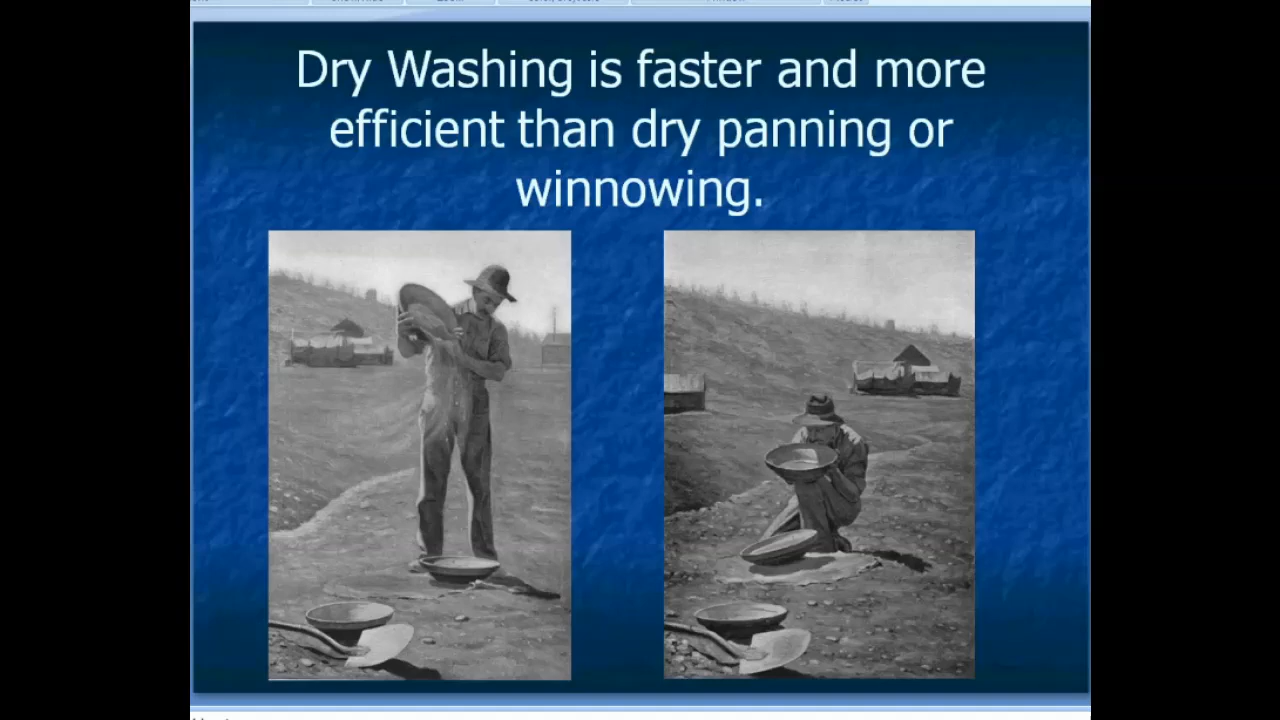 Dry Washing is faster and more
efficient than dry panning or
winnowing.